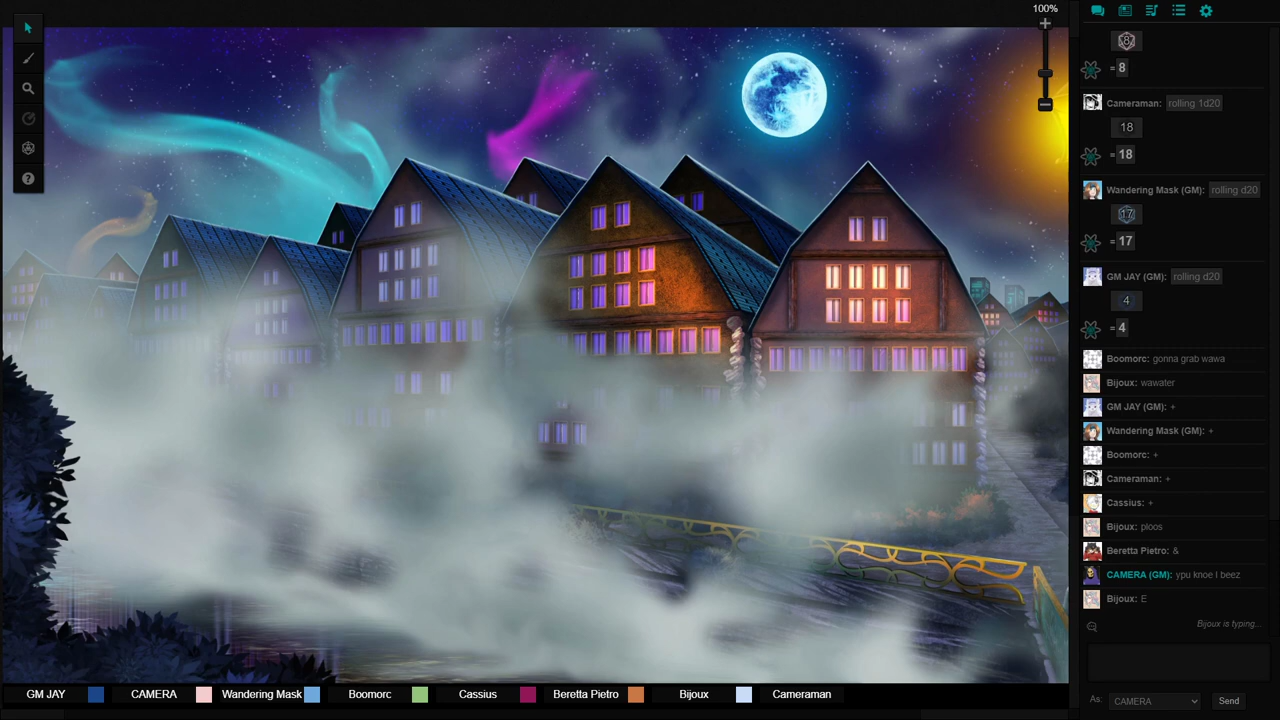 100%
8
= 8
Cameraman: rolling 1d20
18
= 18
Wandering Mask (GM): rolling d20
17
= 17
GM JAY (GM): rolling d20
4
= 4
Boomorc: gonna grab wawa
Bijoux: wawater
GM JAY (GM): +
Wandering Mask (GM): +
Boomorc: +
Cameraman: +
Cassius: +
Bijoux: ploos
Beretta Pietro: &
CAMERA (GM): ypu knoe I beez
Bijoux: E
Bijoux is typing...
As: CAMERA Send
GM JAY CAMERA Wandering Mask Boomorc Cassius Beretta Pietro Bijoux Cameraman